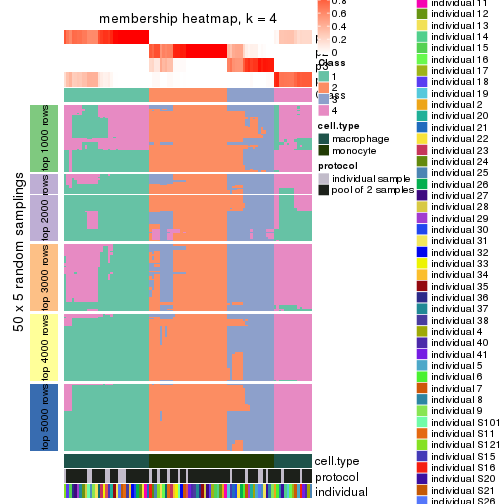 membership heatmap, k = 4
0.8
0.6
0.4
0.2
0
Class
1
2
3
4
cell.type
macrophage
monocyte
protocol
individual sample
pool of 2 samples
50 x 5 random samplings
top 1000 rows
top 2000 rows
top 3000 rows
top 4000 rows
top 5000 rows
cell.type
protocol
individual
individual 11
individual 12
individual 13
individual 14
individual 15
individual 16
individual 17
individual 18
individual 19
individual 2
individual 20
individual 21
individual 22
individual 23
individual 24
individual 25
individual 26
individual 27
individual 28
individual 29
individual 30
individual 31
individual 32
individual 33
individual 34
individual 35
individual 36
individual 37
individual 38
individual 4
individual 40
individual 41
individual 5
individual 6
individual 7
individual 8
individual 9
individual S101
individual S11
individual S121
individual S15
individual S16
individual S20
individual S21